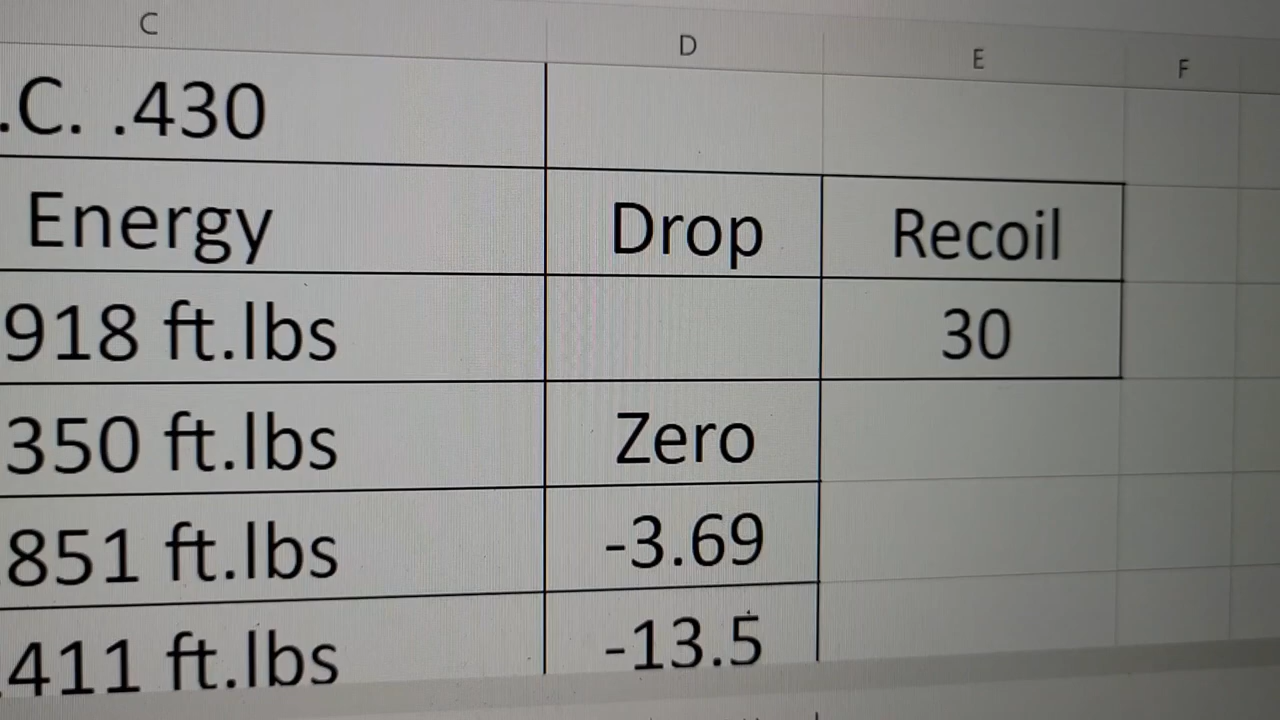 C D E F
.C. .430
Energy Drop Recoil
918 ft.lbs 30
350 ft.lbs Zero
851 ft.lbs -3.69
411 ft.lbs -13.5